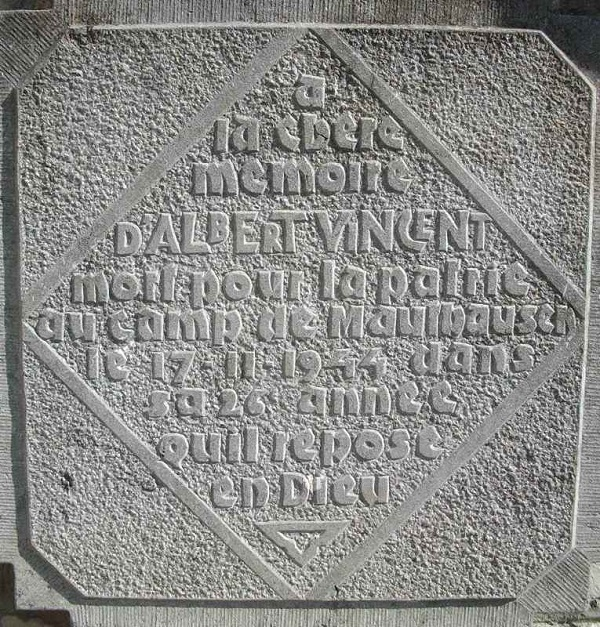 a
la chère
mémoire
D'ALBERT VINCENT
mort pour la patrie
au camp de Mauthausen
le 17-11-1944 dans
sa 26e année
qu'il repose
en Dieu